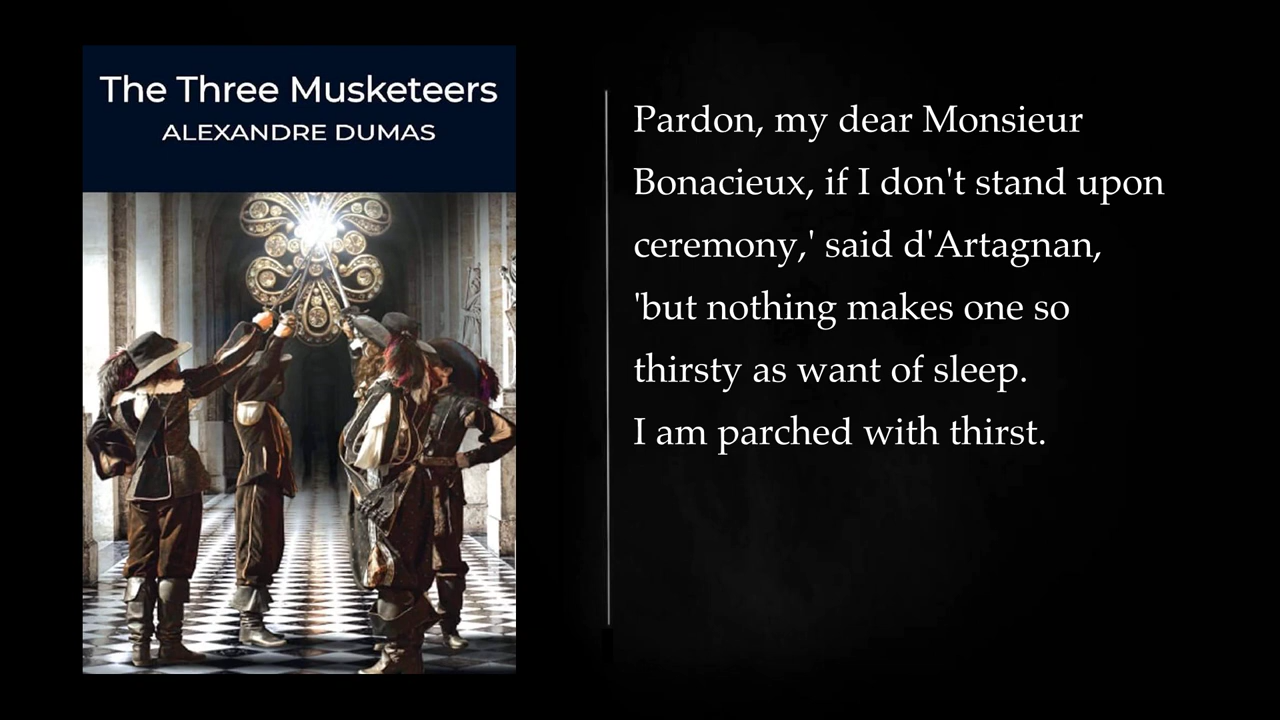 The Three Musketeers
ALEXANDRE DUMAS
Pardon, my dear Monsieur
Bonacieux, if I don't stand upon
ceremony,' said d'Artagnan,
'but nothing makes one so
thirsty as want of sleep.
I am parched with thirst.